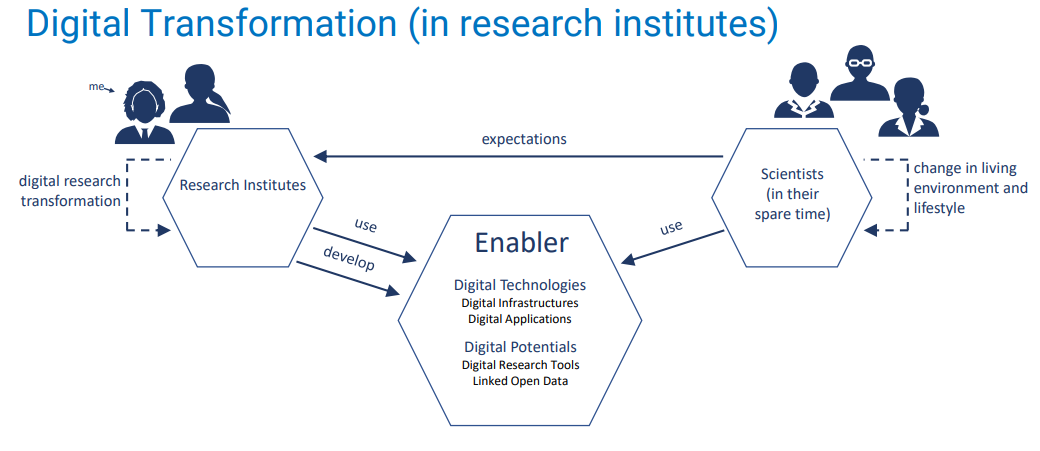 Digital Transformation (in research institutes)
me
expectations
digital research
transformation
Research Institutes
Scientists
(in their
spare time)
change in living
environment and
lifestyle
use
develop
use
Enabler
Digital Technologies
Digital Infrastructures
Digital Applications
Digital Potentials
Digital Research Tools
Linked Open Data